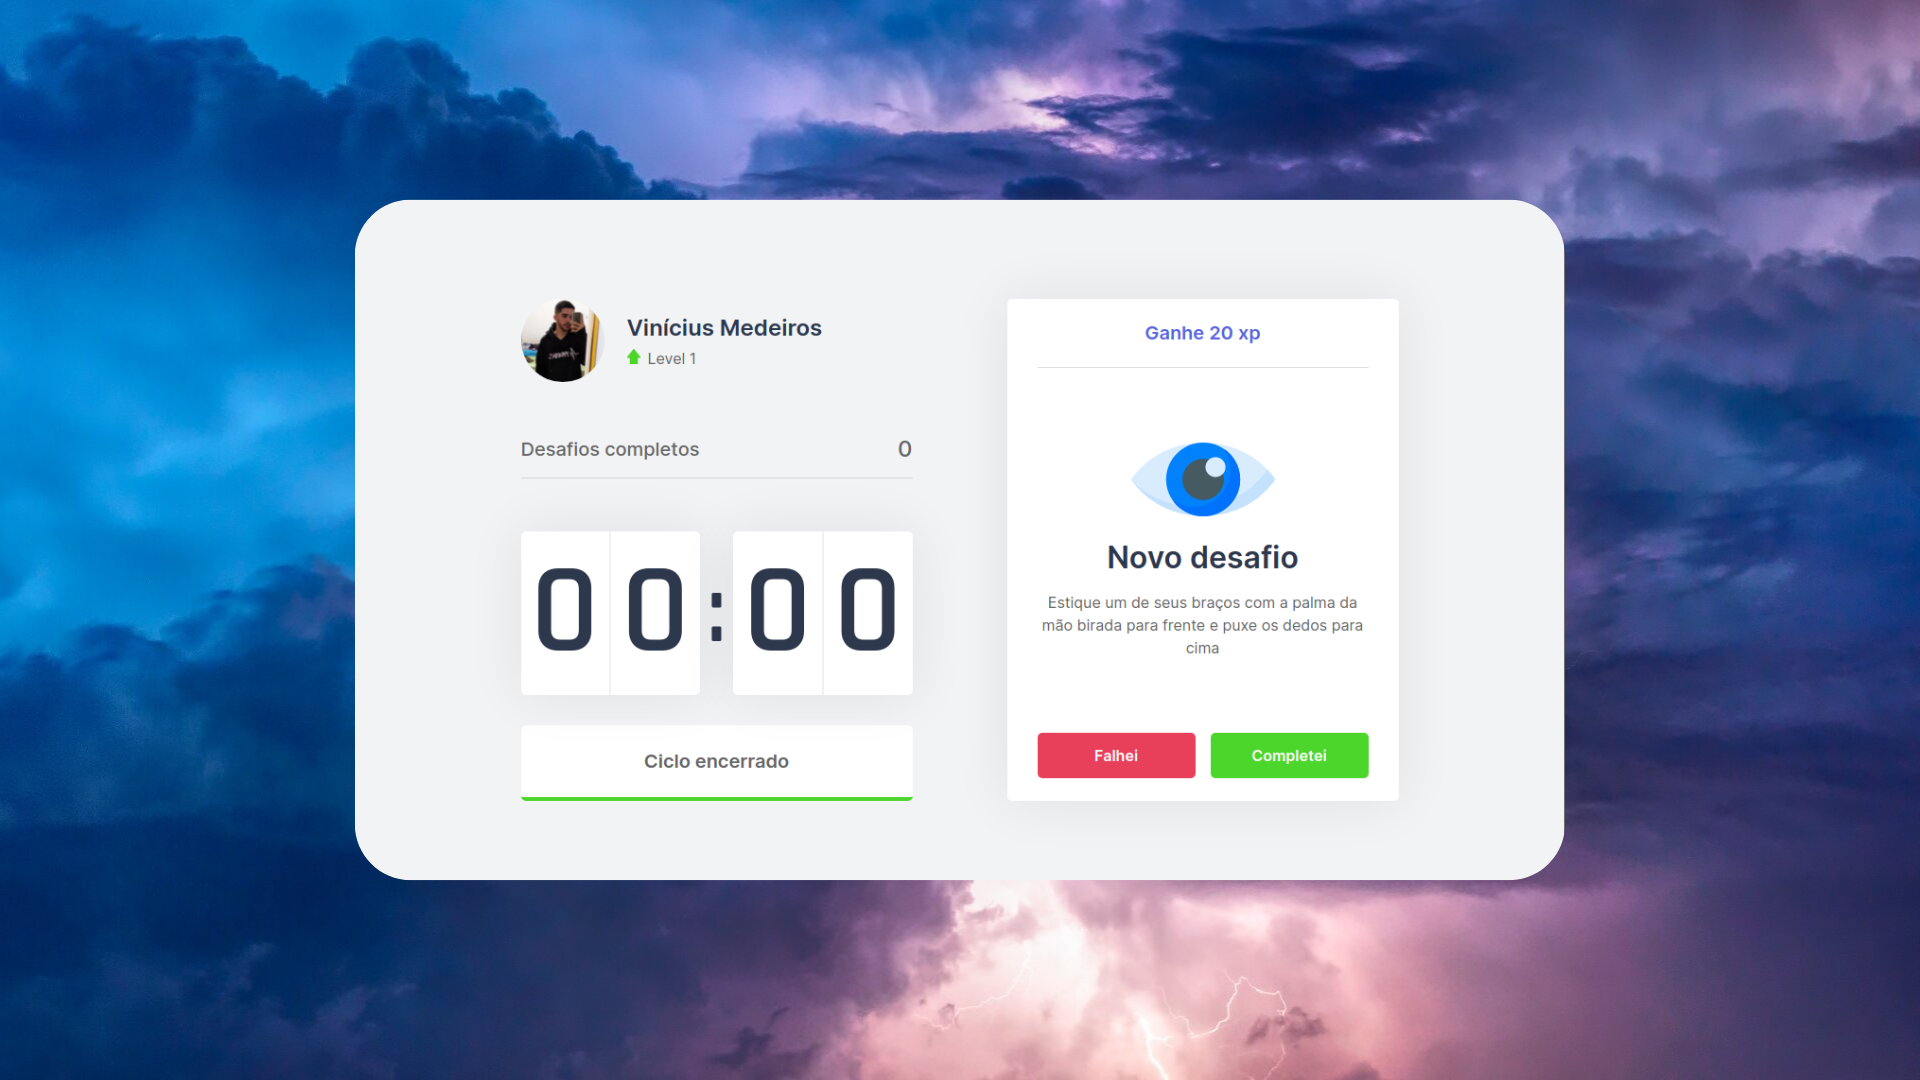 Vinícius Medeiros
Level 1
Desafios completos 0
00:00
Ciclo encerrado
Ganhe 20 xp
Novo desafio
Estique um de seus braços com a palma da
mão birada para frente e puxe os dedos para
cima
Falhei Completei